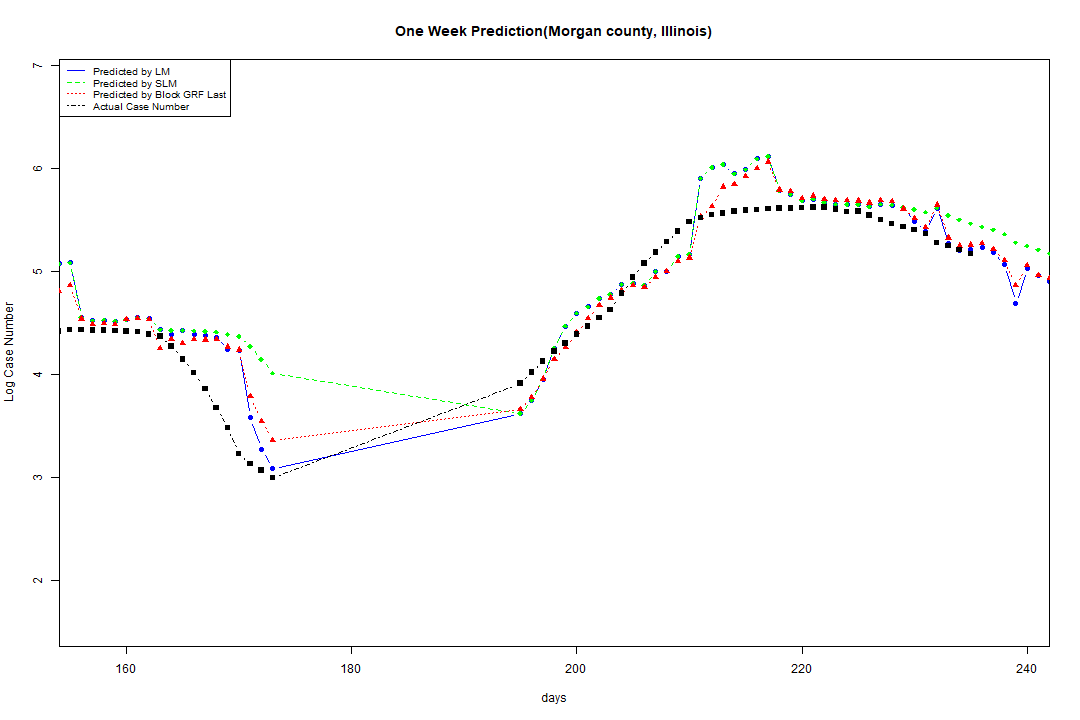 One Week Prediction(Morgan county, Illinois)
Predicted by LM
Predicted by SLM
Predicted by Block GRF Last
Actual Case Number
Log Case Number
7
6
5
4
3
2
160 180 200 220 240
days